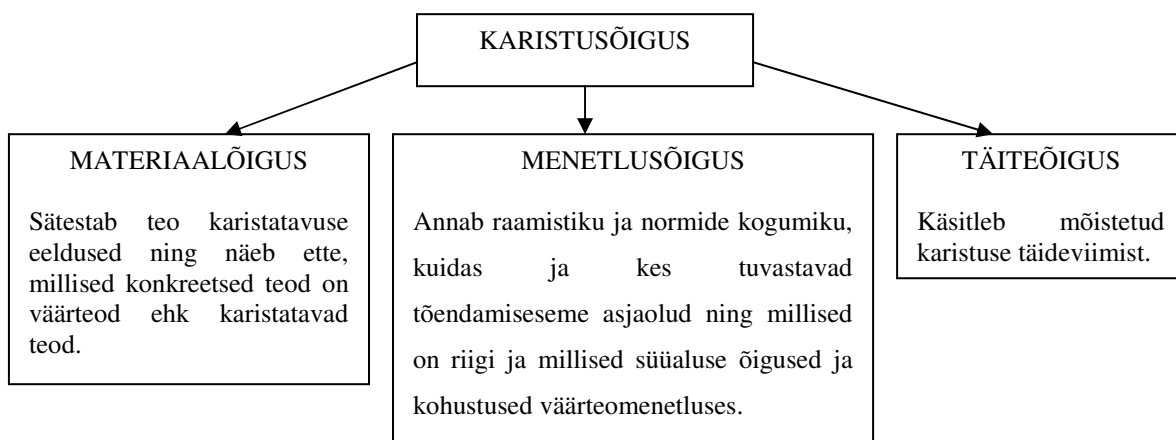 KARISTUSÕIGUS
MATERIAALÕIGUS
Sätestab teo karistatavuse
eeldused ning näeb ette,
millised konkreetsed teod on
väärteod ehk karistatavad
teod.
MENETLUSÕIGUS
Annab raamistiku ja normide kogumiku,
kuidas ja kes tuvastavad
tõendamiseseme asjaolud ning millised
on riigi ja millised süüaluse õigused ja
kohustused väärteomenetluses.
TÄITEÕIGUS
Käsitleb mõistetud
karistuse täideviimist.